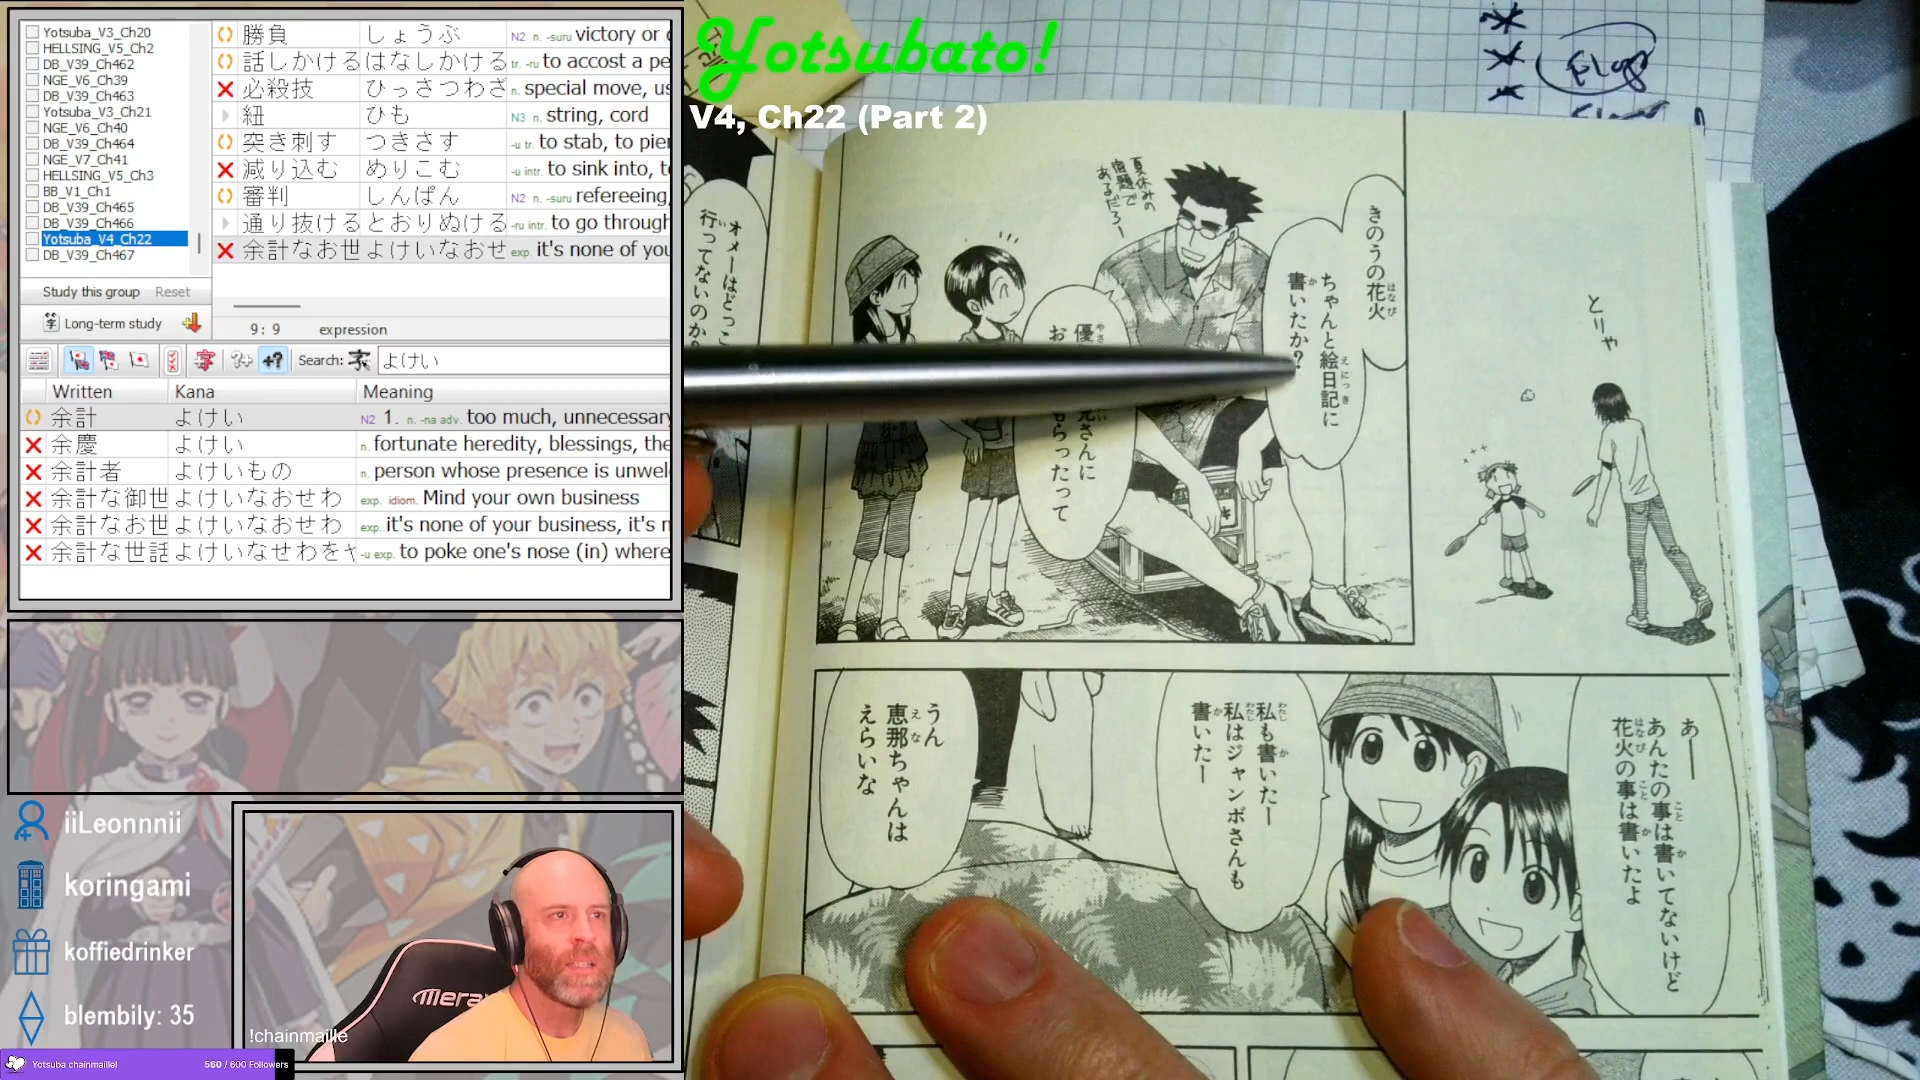 Yotsuba_V3_Ch20
HELLSING_V5_Ch2
DB_V39_Ch462
NGE_V6_Ch39
DB_V39_Ch463
Yotsuba_V3_Ch21
NGE_V6_Ch40
DB_V39_Ch464
NGE_V7_Ch41
HELLSING_V5_Ch3
BB_V1_Ch1
DB_V39_Ch465
DB_V39_Ch466
Yotsuba_V4_Ch22
DB_V39_Ch467
Study this group Reset
Long-term study
勝負 しょうぶ N2 n. -suru victory or
話しかける はなしかける tr. -ru to accost a pe
必殺技 ひっさつわざ n. special move, us
紐 ひも N3 n. string, cord
突き刺す つきさす -u tr. to stab, to pier
減り込む めりこむ -u intr. to sink into, t
審判 しんぱん N2 n. -suru refereeing,
通り抜ける とおりぬける -ru intr. to go through
余計なお世 よけいなおせ exp. it's none of you
9: 9 expression
Search: よけい
Written Kana Meaning
余計 よけい N2 1. n. -na adv. too much, unnecessary
余慶 よけい n. fortunate heredity, blessings, the
余計者 よけいもの n. person whose presence is unwel
余計な御世 よけいなおせわ exp. idiom. Mind your own business
余計なお世 よけいなおせわ exp. it's none of your business, it's n
余計な世話 よけいなせわを -u exp. to poke one's nose (in) where
iiLeonnnii
koringami
koffiedrinker
blembily: 35
Yotsuba chainmaille!
560 / 600 Followers
!chainmaille
Yotsubato!
V4, Ch22 (Part 2)
とりゃ
きのうの花火
ちゃんと絵日記に
書いたか?
夏休みの
宿題で
あるだろー
オメーはどっこ
行ってないのか?
あーー
あんたの事は書いてないけど
花火の事は書いたよ
私も書いたー
私はジャンボさんも
書いたー
うん
恵那ちゃんは
えらいな